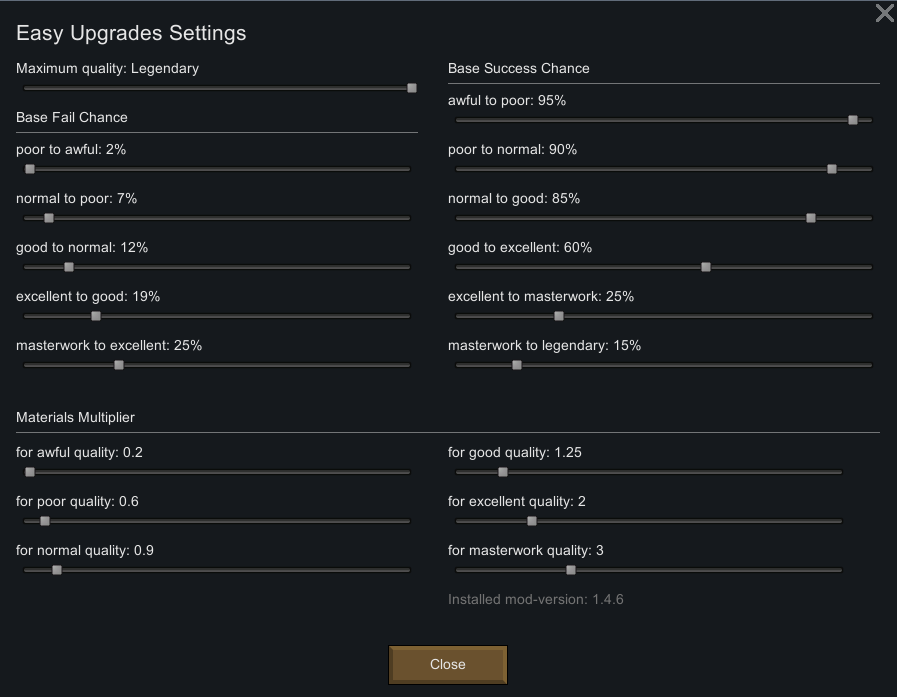 Easy Upgrades Settings
Maximum quality: Legendary
Base Fail Chance
poor to awful: 2%
normal to poor: 7%
good to normal: 12%
excellent to good: 19%
masterwork to excellent: 25%
Base Success Chance
awful to poor: 95%
poor to normal: 90%
normal to good: 85%
good to excellent: 60%
excellent to masterwork: 25%
masterwork to legendary: 15%
Materials Multiplier
for awful quality: 0.2
for poor quality: 0.6
for normal quality: 0.9
for good quality: 1.25
for excellent quality: 2
for masterwork quality: 3
Installed mod-version: 1.4.6
Close